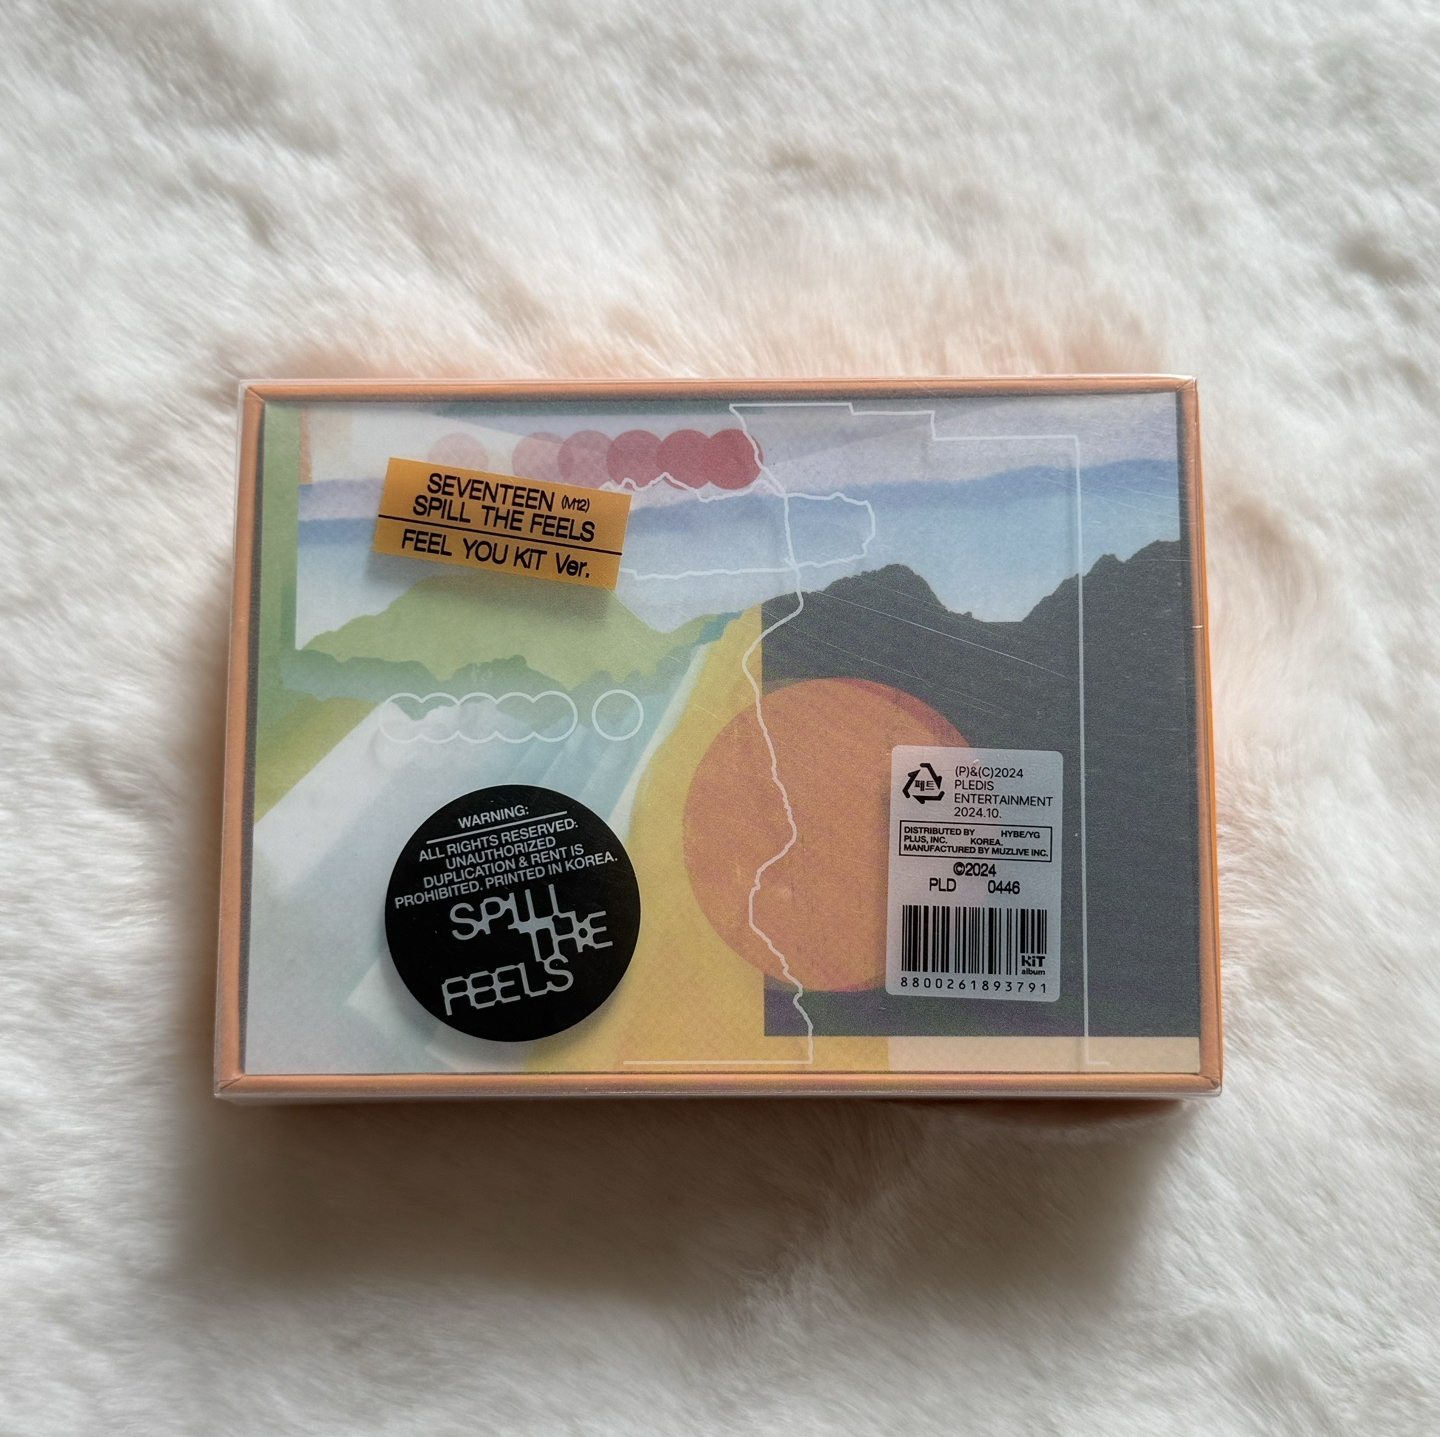 SEVENTEEN (M12)
SPILL THE FEELS
FEEL YOU KIT Ver.
WARNING:
ALL RIGHTS RESERVED:
UNAUTHORIZED
DUPLICATION & RENT IS
PROHIBITED. PRINTED IN KOREA.
SPILL
THE
FEELS
페트
(P)&(C)2024
PLEDIS
ENTERTAINMENT
2024.10.
DISTRIBUTED BY HYBE/YG
PLUS, INC. KOREA.
MANUFACTURED BY MUZLIVE INC.
©2024
PLD 0446
KiT
album
8800261893791